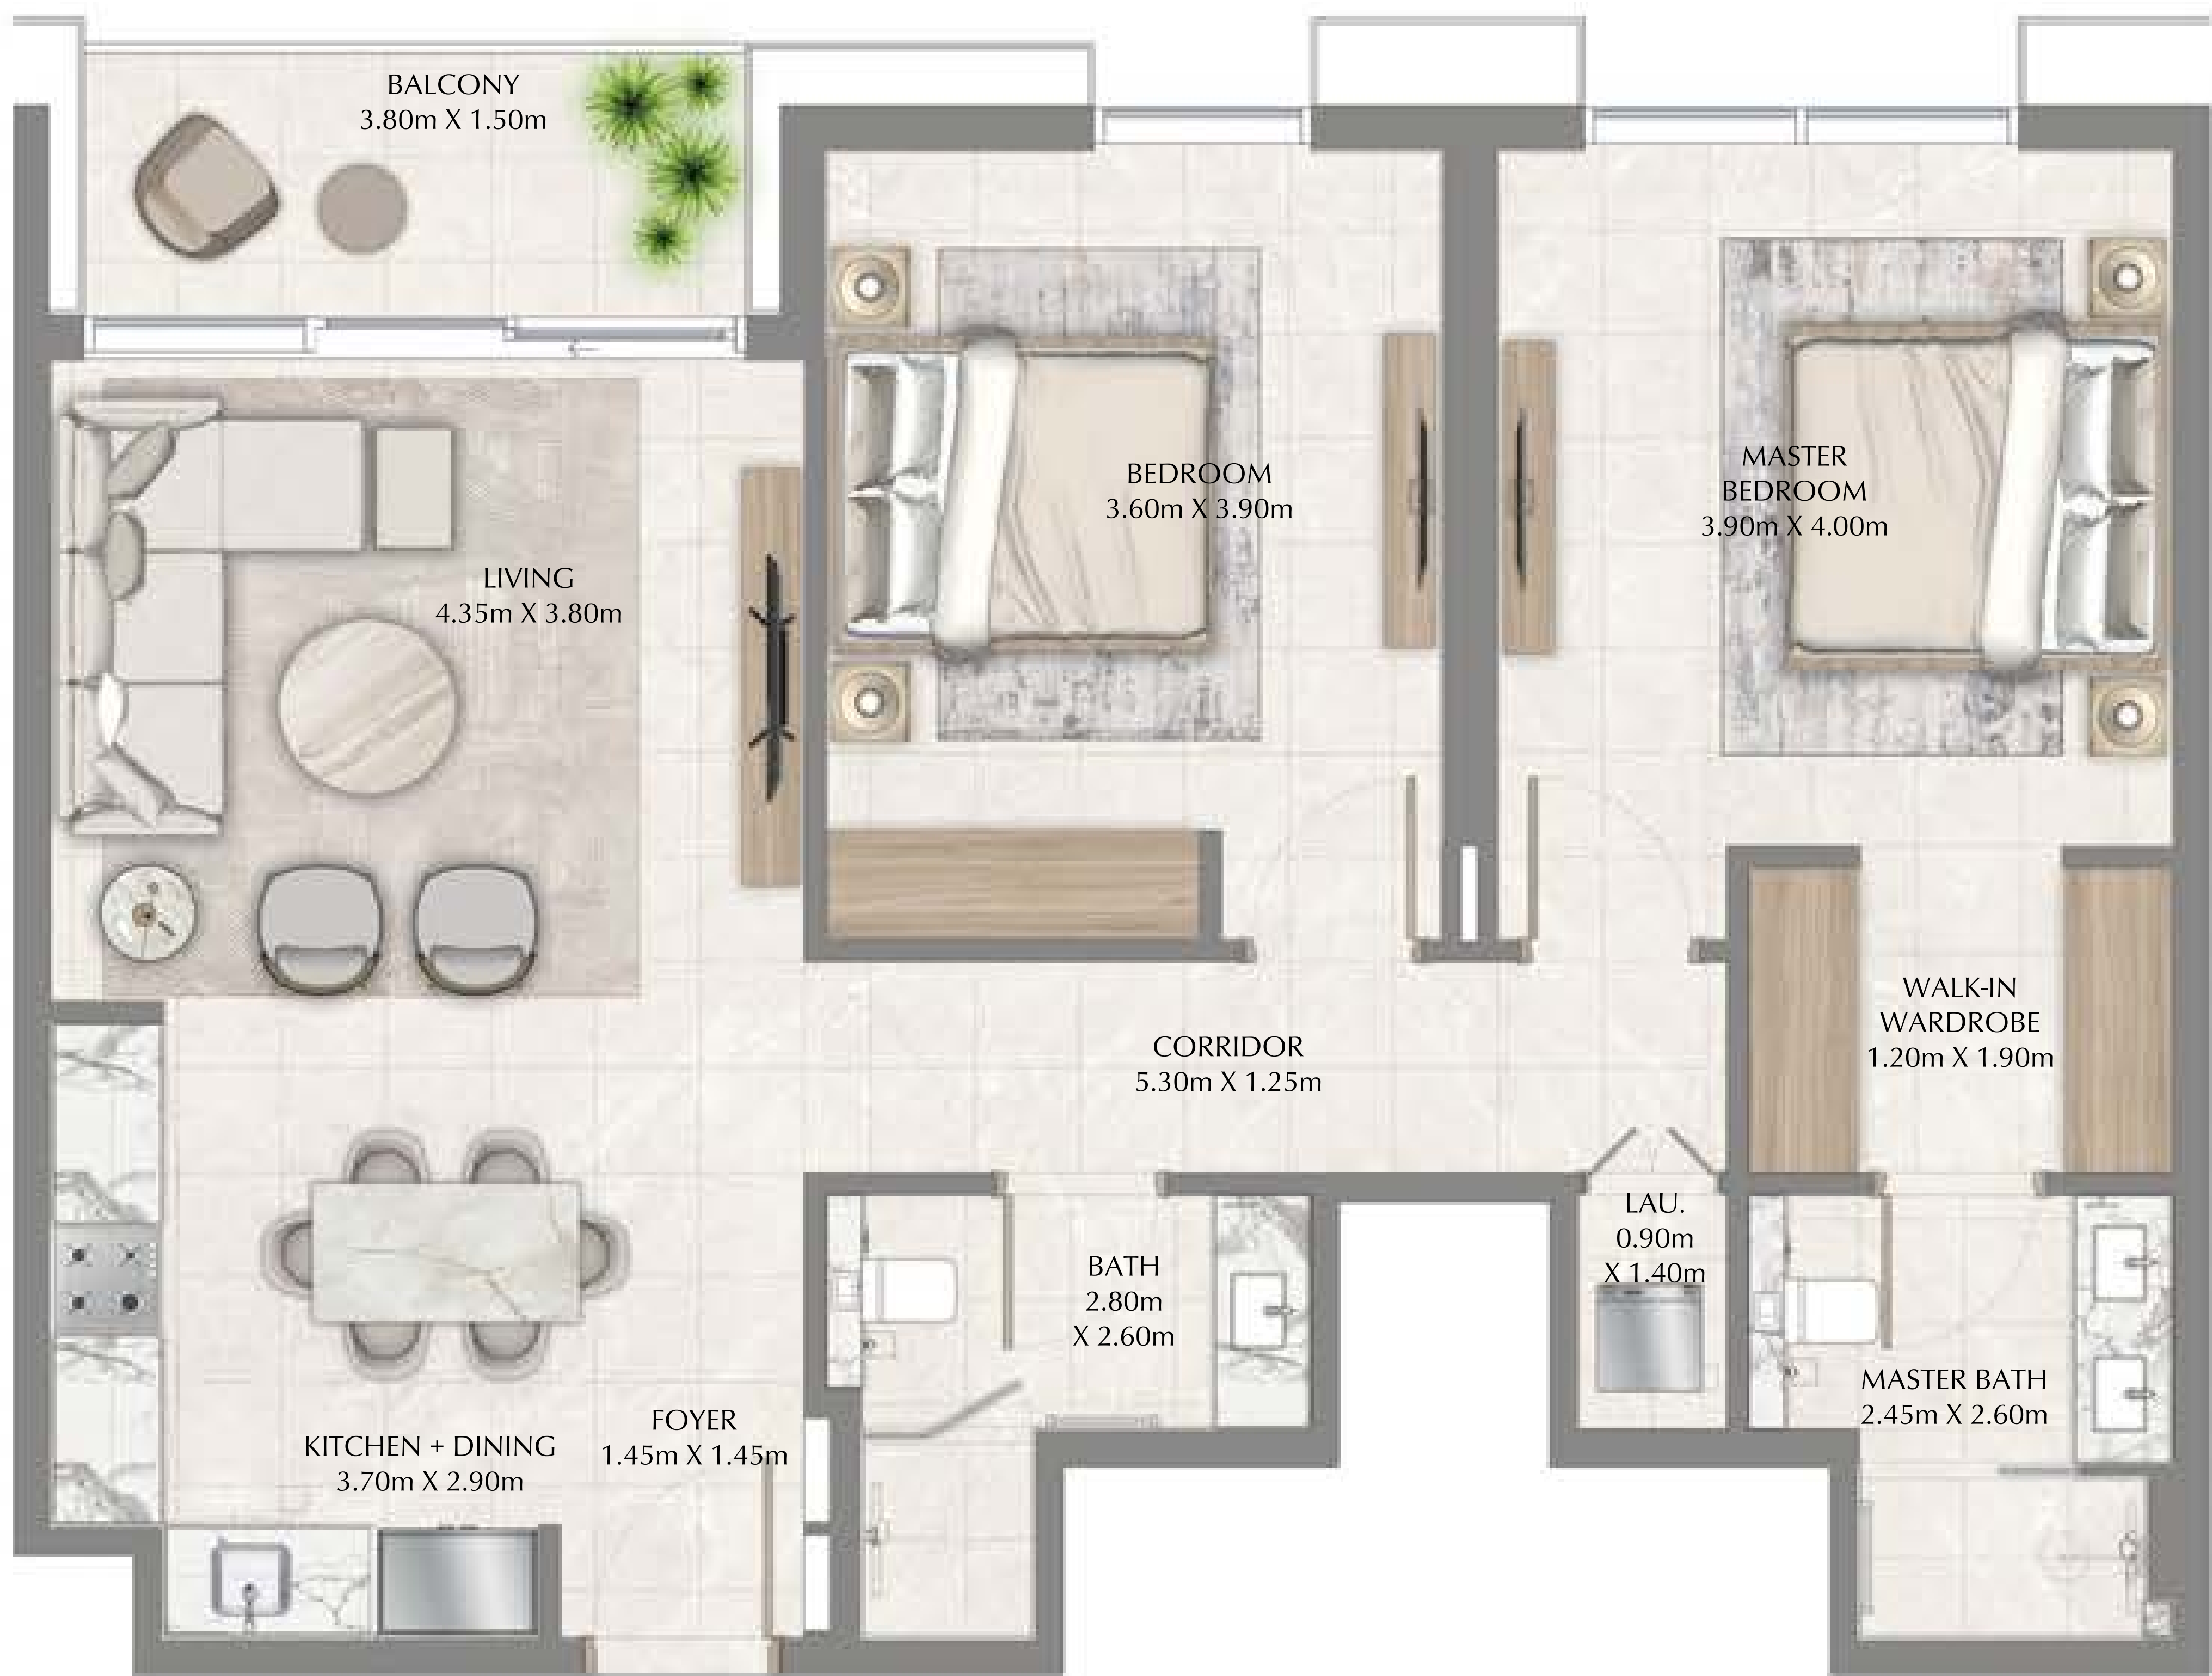 BALCONY
3.80m X 1.50m
BEDROOM
3.60m X 3.90m
MASTER
BEDROOM
3.90m X 4.00m
LIVING
4.35m X 3.80m
WALK-IN
WARDROBE
1.20m X 1.90m
CORRIDOR
5.30m X 1.25m
LAU.
0.90m
X 1.40m
BATH
2.80m
X 2.60m
MASTER BATH
2.45m X 2.60m
FOYER
1.45m X 1.45m
KITCHEN + DINING
3.70m X 2.90m